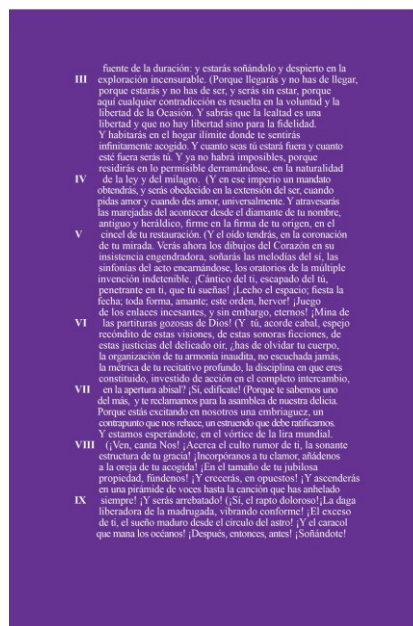 fuente de la duración: y estarás soñándolo y despierto en la
III exploración incensurable. (Porque llegarás y no has de llegar,
porque estarás y no has de ser, y serás sin estar, porque
aquí cualquier contradicción es resuelta en la voluntad y la
libertad de la Ocasión. Y sabrás que la lealtad es una
libertad y que no hay libertad sino para la fidelidad.
Y habitarás en el hogar ilímite donde te sentirás
infinitamente acogido. Y cuanto seas tú estará fuera y cuanto
esté fuera serás tú. Y ya no habrá imposibles, porque
residirás en lo permisible derramándose, en la naturalidad
IV de la ley y del milagro. (Y en ese imperio un mandato
obtendrás, y serás obedecido en la extensión del ser, cuando
pidas amor y cuando des amor, universalmente. Y atravesarás
las marejadas del acontecer desde el diamante de tu nombre,
antiguo y heráldico, firme en la firma de tu origen, en el
V cincel de tu restauración. (Y el oído tendrás, en la coronación
de tu mirada. Verás ahora los dibujos del Corazón en su
insistencia engendradora, soñarás las melodías del sí, las
sinfonías del acto encarnándose, los oratorios de la múltiple
invención indetenible. ¡Cántico del ti, escapado del tú,
penetrante en ti, que tú sueñas! ¡Lecho el espacio; fiesta la
fecha; toda forma, amante; este orden, hervor! ¡Juego
de los enlaces incesantes, y sin embargo, eternos! ¡Mina de
VI las partituras gozosas de Dios! (Y tú, acorde cabal, espejo
recóndito de estas visiones, de estas sonoras ficciones, de
estas justicias del delicado oír, ¿has de olvidar tu cuerpo,
la organización de tu armonía inaudita, no escuchada jamás,
la métrica de tu recitativo profundo, la disciplina en que eres
constituído, investido de acción en el completo intercambio,
VII en la apertura abisal? ¡Sí, edifícate! (Porque te sabemos uno
del más, y te reclamamos para la asamblea de nuestra delicia.
Porque estás excitando en nosotros una embriaguez, un
contrapunto que nos rehace, un estruendo que debe ratificarnos.
Y estamos esperándote, en el vórtice de la lira mundial.
VIII (¡Ven, canta Nos! ¡Acerca el culto rumor de ti, la sonante
estructura de tu gracia! ¡Incorpóranos a tu clamor, añádenos
a la oreja de tu acogida! ¡En el tamaño de tu jubilosa
propiedad, fúndenos! ¡Y crecerás, en opuestos! ¡Y ascenderás
en una pirámide de voces hasta la canción que has anhelado
IX siempre! ¡Y serás arrebatado! (¡Sí, el rapto doloroso!¡La daga
liberadora de la madrugada, vibrando conforme! ¡El exceso
de ti, el sueño maduro desde el círculo del astro! ¡Y el caracol
que mana los océanos! ¡Después, entonces, antes! ¡Soñándote!